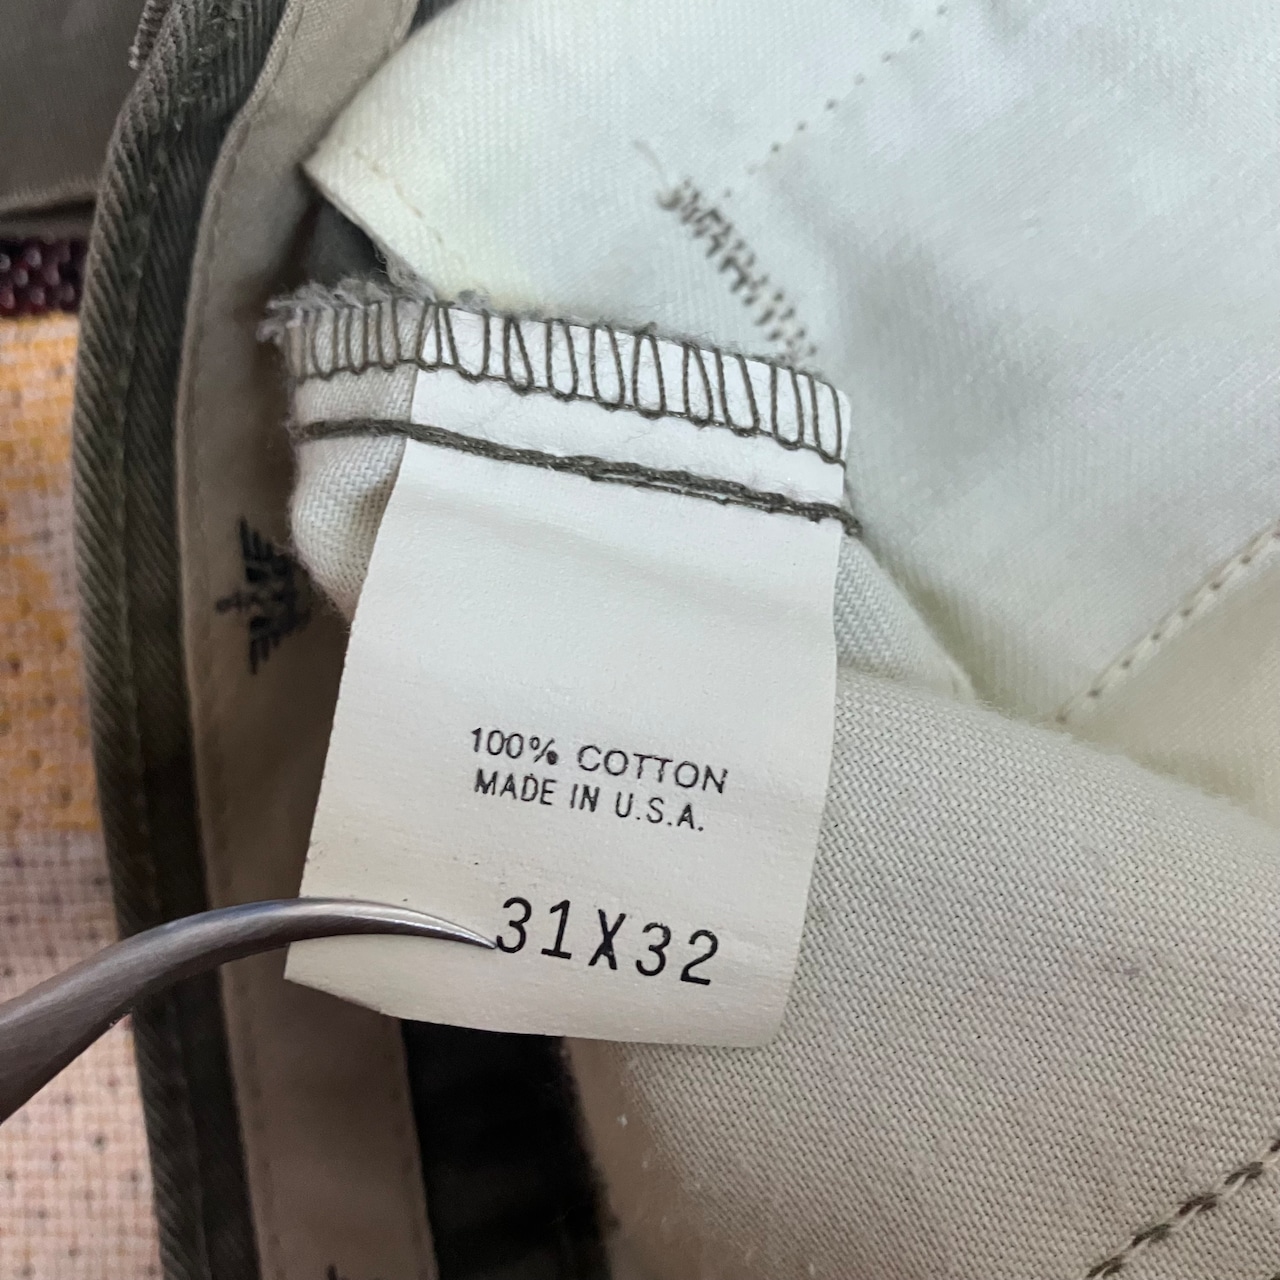 100% COTTON
MADE IN U.S.A.
31X32